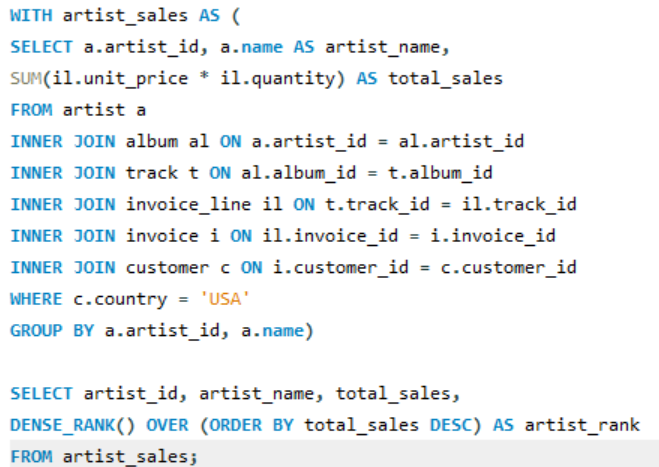 WITH artist_sales AS (
SELECT a.artist_id, a.name AS artist_name,
SUM(il.unit_price * il.quantity) AS total_sales
FROM artist a
INNER JOIN album al ON a.artist_id = al.artist_id
INNER JOIN track t ON al.album_id = t.album_id
INNER JOIN invoice_line il ON t.track_id = il.track_id
INNER JOIN invoice i ON il.invoice_id = i.invoice_id
INNER JOIN customer c ON i.customer_id = c.customer_id
WHERE c.country = 'USA'
GROUP BY a.artist_id, a.name)
SELECT artist_id, artist_name, total_sales,
DENSE_RANK() OVER (ORDER BY total_sales DESC) AS artist_rank
FROM artist_sales;